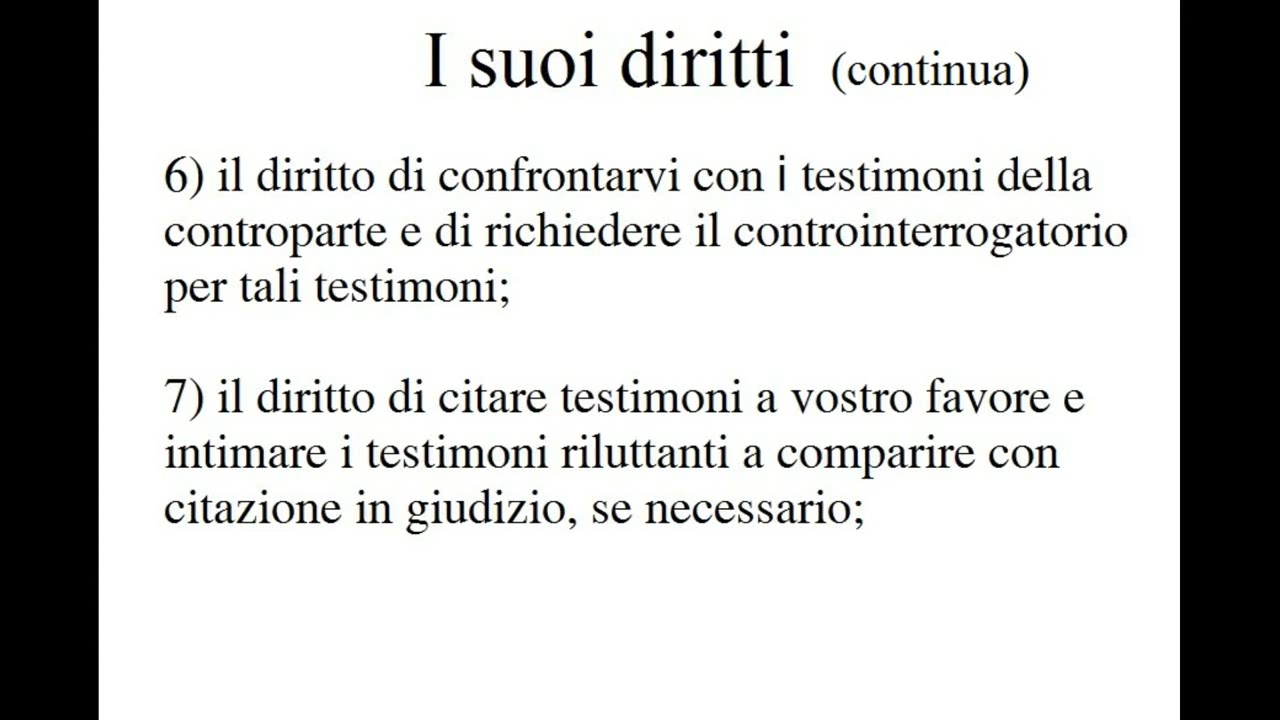 I suoi diritti (continua)
6) il diritto di confrontarvi con i testimoni della
controparte e di richiedere il controinterrogatorio
per tali testimoni;
7) il diritto di citare testimoni a vostro favore e
intimare i testimoni riluttanti a comparire con
citazione in giudizio, se necessario;